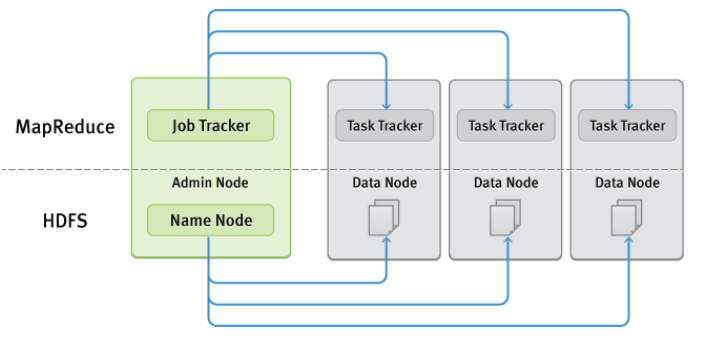 MapReduce
Job Tracker
Task Tracker
Task Tracker
Task Tracker
Admin Node
Data Node
Data Node
Data Node
HDFS
Name Node